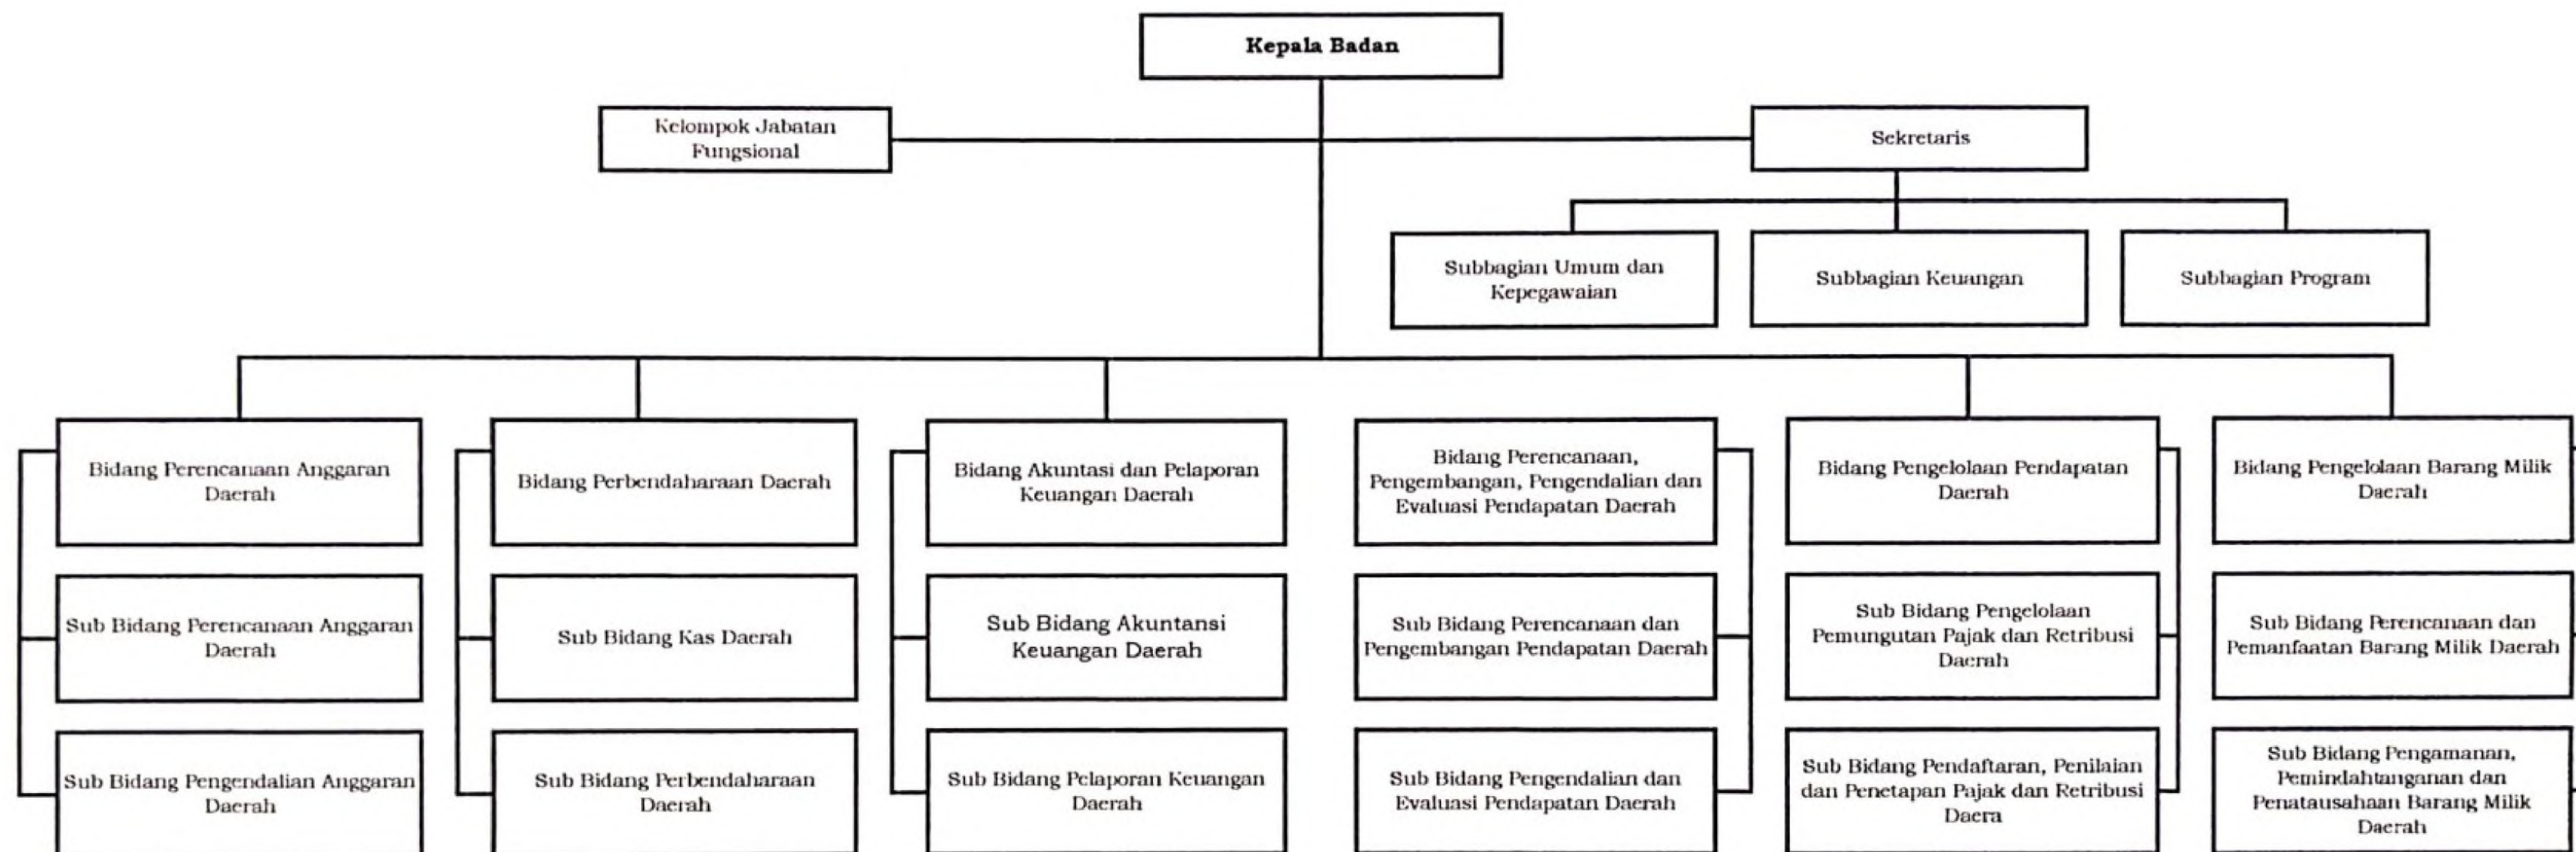 Kepala Badan
Kelompok Jabatan
Fungsional
Sekretaris
Subbagian Umum dan
Kepegawaian
Subbagian Keuangan
Subbagian Program
Bidang Perencanaan Anggaran
Daerah
Bidang Perbendaharaan Daerah
Bidang Akuntasi dan Pelaporan
Keuangan Daerah
Bidang Perencanaan,
Pengembangan, Pengendalian dan
Evaluasi Pendapatan Daerah
Bidang Pengelolaan Pendapatan
Daerah
Bidang Pengelolaan Barang Milik
Daerah
Sub Bidang Perencanaan Anggaran
Daerah
Sub Bidang Kas Daerah
Sub Bidang Akuntansi
Keuangan Daerah
Sub Bidang Perencanaan dan
Pengembangan Pendapatan Daerah
Sub Bidang Pengelolaan
Pemungutan Pajak dan Retribusi
Daerah
Sub Bidang Perencanaan dan
Pemanfaatan Barang Milik Daerah
Sub Bidang Pengendalian Anggaran
Daerah
Sub Bidang Perbendaharaan
Daerah
Sub Bidang Pelaporan Keuangan
Daerah
Sub Bidang Pengendalian dan
Evaluasi Pendapatan Daerah
Sub Bidang Pendaftaran, Penilaian
dan Penetapan Pajak dan Retribusi
Daera
Sub Bidang Pengamanan,
Pemindahtanganan dan
Penatausahaan Barang Milik
Daerah